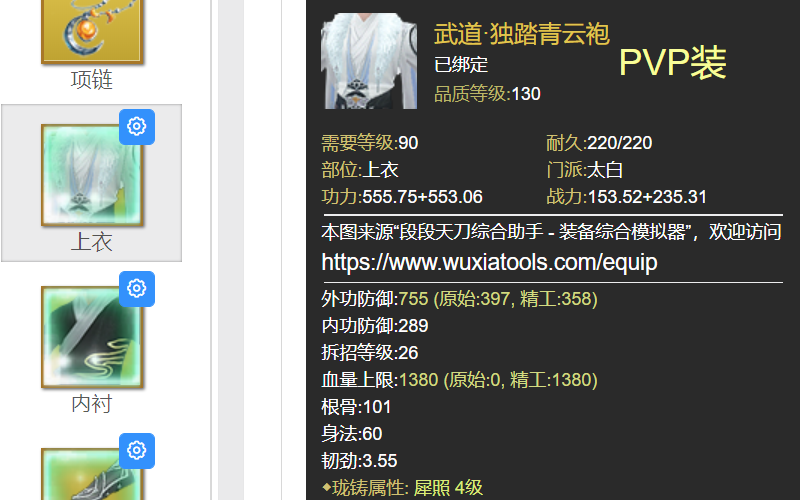 项链
上衣
内衬
武道·独踏青云袍
已绑定
PVP装
品质等级:130
需要等级:90 耐久:220/220
部位:上衣 门派:太白
功力:555.75+553.06 战力:153.52+235.31
本图来源“段段天刀综合助手 - 装备综合模拟器”，欢迎访问
https://www.wuxiatools.com/equip
外功防御:755 (原始:397, 精工:358)
内功防御:289
拆招等级:26
血量上限:1380 (原始:0, 精工:1380)
根骨:101
身法:60
韧劲:3.55
◆珑铸属性: 犀照 4级